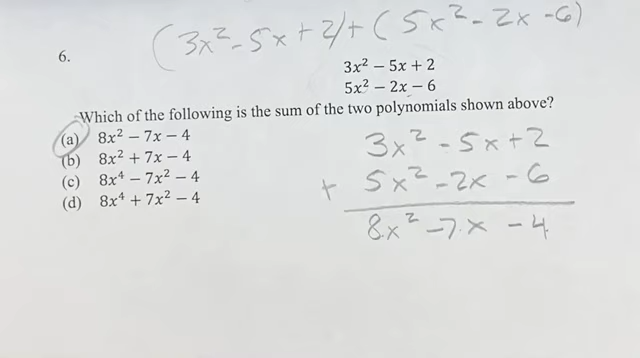 (3x² - 5x + 2) + (5x² - 2x - 6)
6.
3x² − 5x + 2
5x² − 2x − 6
Which of the following is the sum of the two polynomials shown above?
(a) 8x² − 7x − 4
(b) 8x² + 7x − 4
(c) 8x⁴ − 7x² − 4
(d) 8x⁴ + 7x² − 4
3x² - 5x + 2
+ 5x² - 2x - 6
8x² - 7x - 4